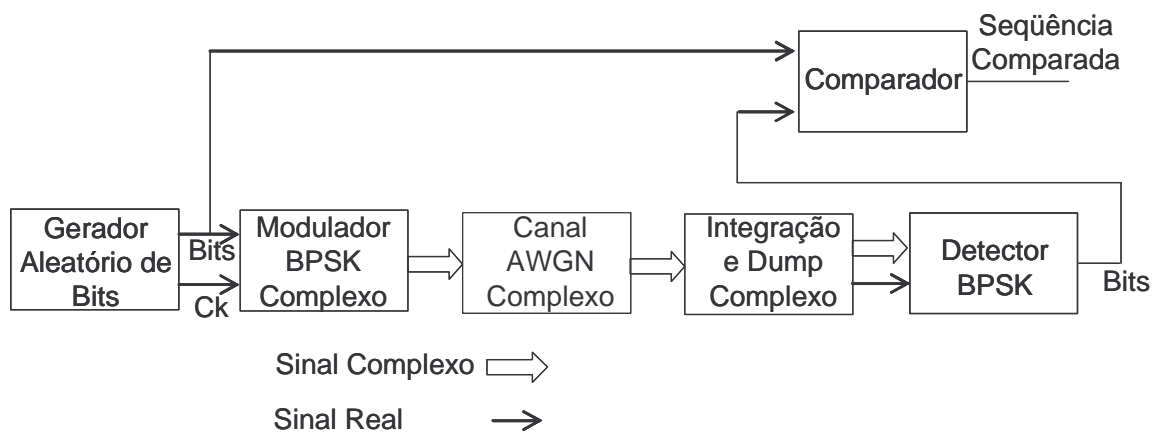 Seqüência
Comparada
Comparador
Gerador
Aleatório de
Bits
Bits
Ck
Modulador
BPSK
Complexo
Canal
AWGN
Complexo
Integração
e Dump
Complexo
Detector
BPSK
Bits
Sinal Complexo
Sinal Real